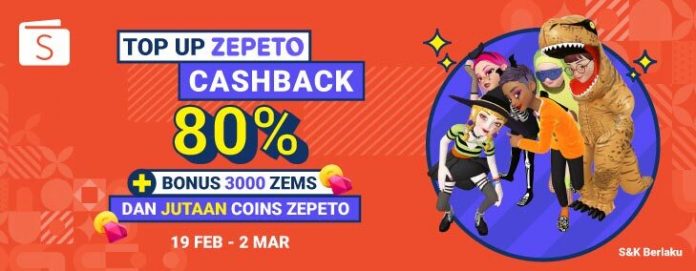 S
TOP UP ZEPETO
CASHBACK
80%
+ BONUS 3000 ZEMS
DAN JUTAAN COINS ZEPETO
19 FEB - 2 MAR
S&K Berlaku